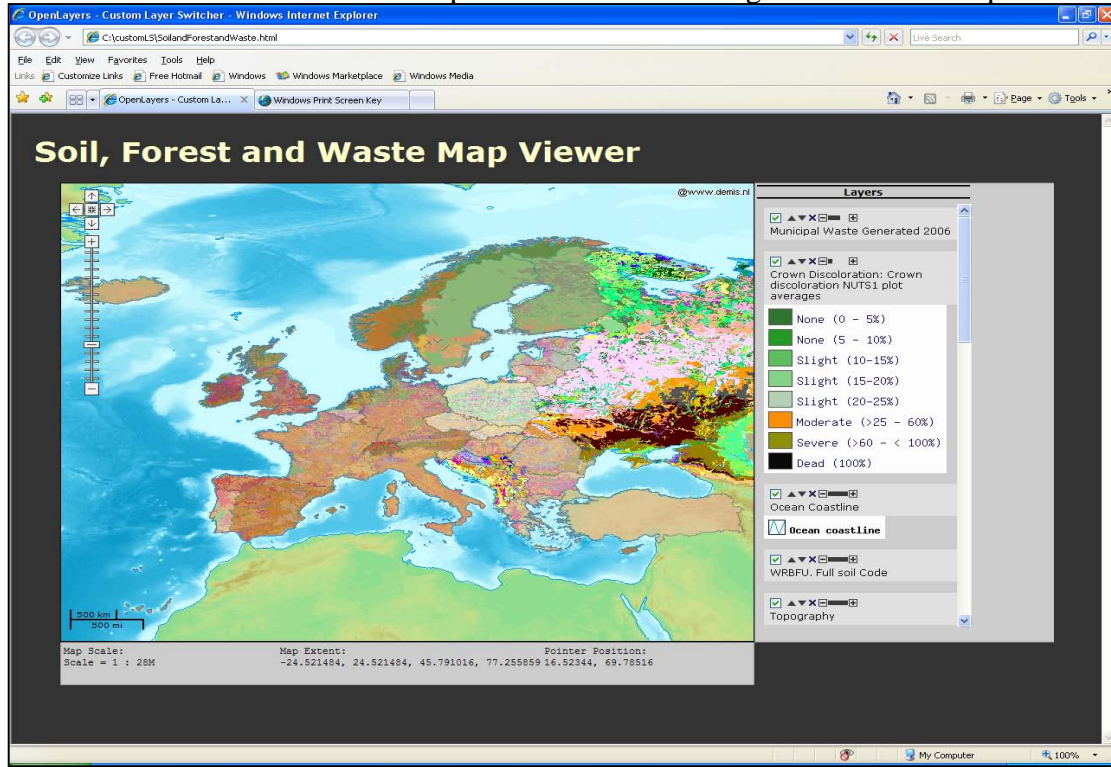 OpenLayers - Custom Layer Switcher - Windows Internet Explorer
C:\customLS\SoilandForestandWaste.html
Live Search
File Edit View Favorites Tools Help
Links Customize Links Free Hotmail Windows Windows Marketplace Windows Media
OpenLayers - Custom La... Windows Print Screen Key
Page Tools
Soil, Forest and Waste Map Viewer
@www.demis.nl
Layers
Municipal Waste Generated 2006
Crown Discoloration: Crown
discoloration NUTS1 plot
averages
None (0 - 5%)
None (5 - 10%)
Slight (10-15%)
Slight (15-20%)
Slight (20-25%)
Moderate (>25 - 60%)
Severe (>60 - < 100%)
Dead (100%)
Ocean Coastline
Ocean coastline
WRBFU. Full soil Code
Topography
500 km
500 mi
Map Scale: Map Extent: Pointer Position:
Scale = 1 : 28M -24.521484, 24.521484, 45.791016, 77.255859 16.52344, 69.78516
My Computer 100%